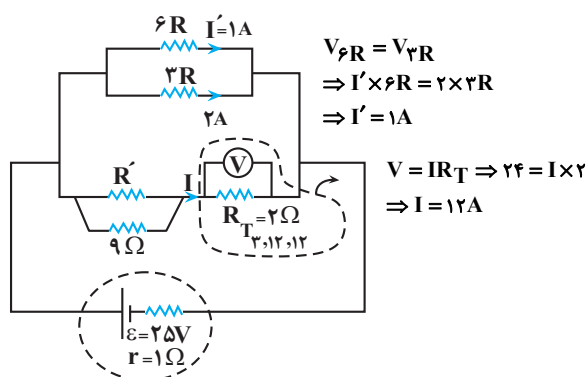 ۶R I′=۱A
۳R
۲A
V۶R = V۳R
⇒ I′×۶R = ۲×۳R
⇒ I′ = ۱A
R′ I V
۹Ω
RT=۲Ω
۳,۱۲,۱۲
V = IRT ⇒ ۲۴ = I×۲
⇒ I = ۱۲A
ε=۲۵V
r=۱Ω